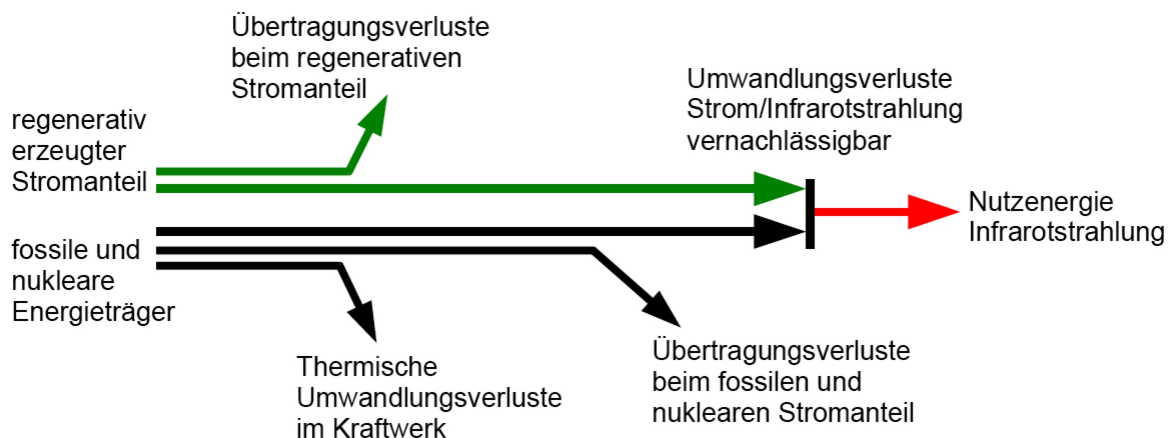 Übertragungsverluste
beim regenerativen
Stromanteil
Umwandlungsverluste
Strom/Infrarotstrahlung
vernachlässigbar
regenerativ
erzeugter
Stromanteil
Nutzenergie
Infrarotstrahlung
fossile und
nukleare
Energieträger
Thermische
Umwandlungsverluste
im Kraftwerk
Übertragungsverluste
beim fossilen und
nuklearen Stromanteil